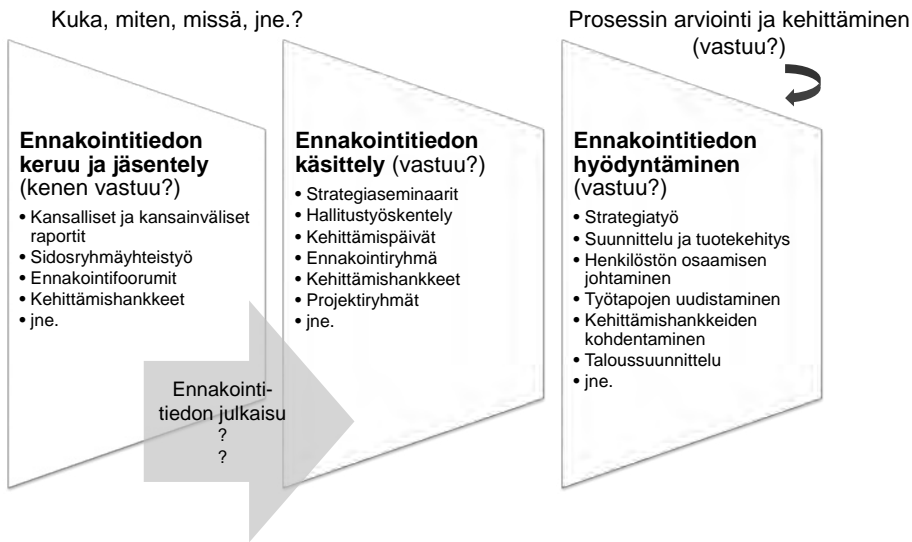 Kuka, miten, missä, jne.?
Prosessin arviointi ja kehittäminen
(vastuu?)
Ennakointitiedon
keruu ja jäsentely
(kenen vastuu?)
• Kansalliset ja kansainväliset
raportit
• Sidosryhmäyhteistyö
• Ennakointifoorumit
• Kehittämishankkeet
• jne.
Ennakointi-
tiedon julkaisu
?
?
Ennakointitiedon
käsittely (vastuu?)
• Strategiaseminaarit
• Hallitustyöskentely
• Kehittämispäivät
• Ennakointiryhmä
• Kehittämishankkeet
• Projektiryhmät
• jne.
Ennakointitiedon
hyödyntäminen
(vastuu?)
• Strategiatyö
• Suunnittelu ja tuotekehitys
• Henkilöstön osaamisen
johtaminen
• Työtapojen uudistaminen
• Kehittämishankkeiden
kohdentaminen
• Taloussuunnittelu
• jne.